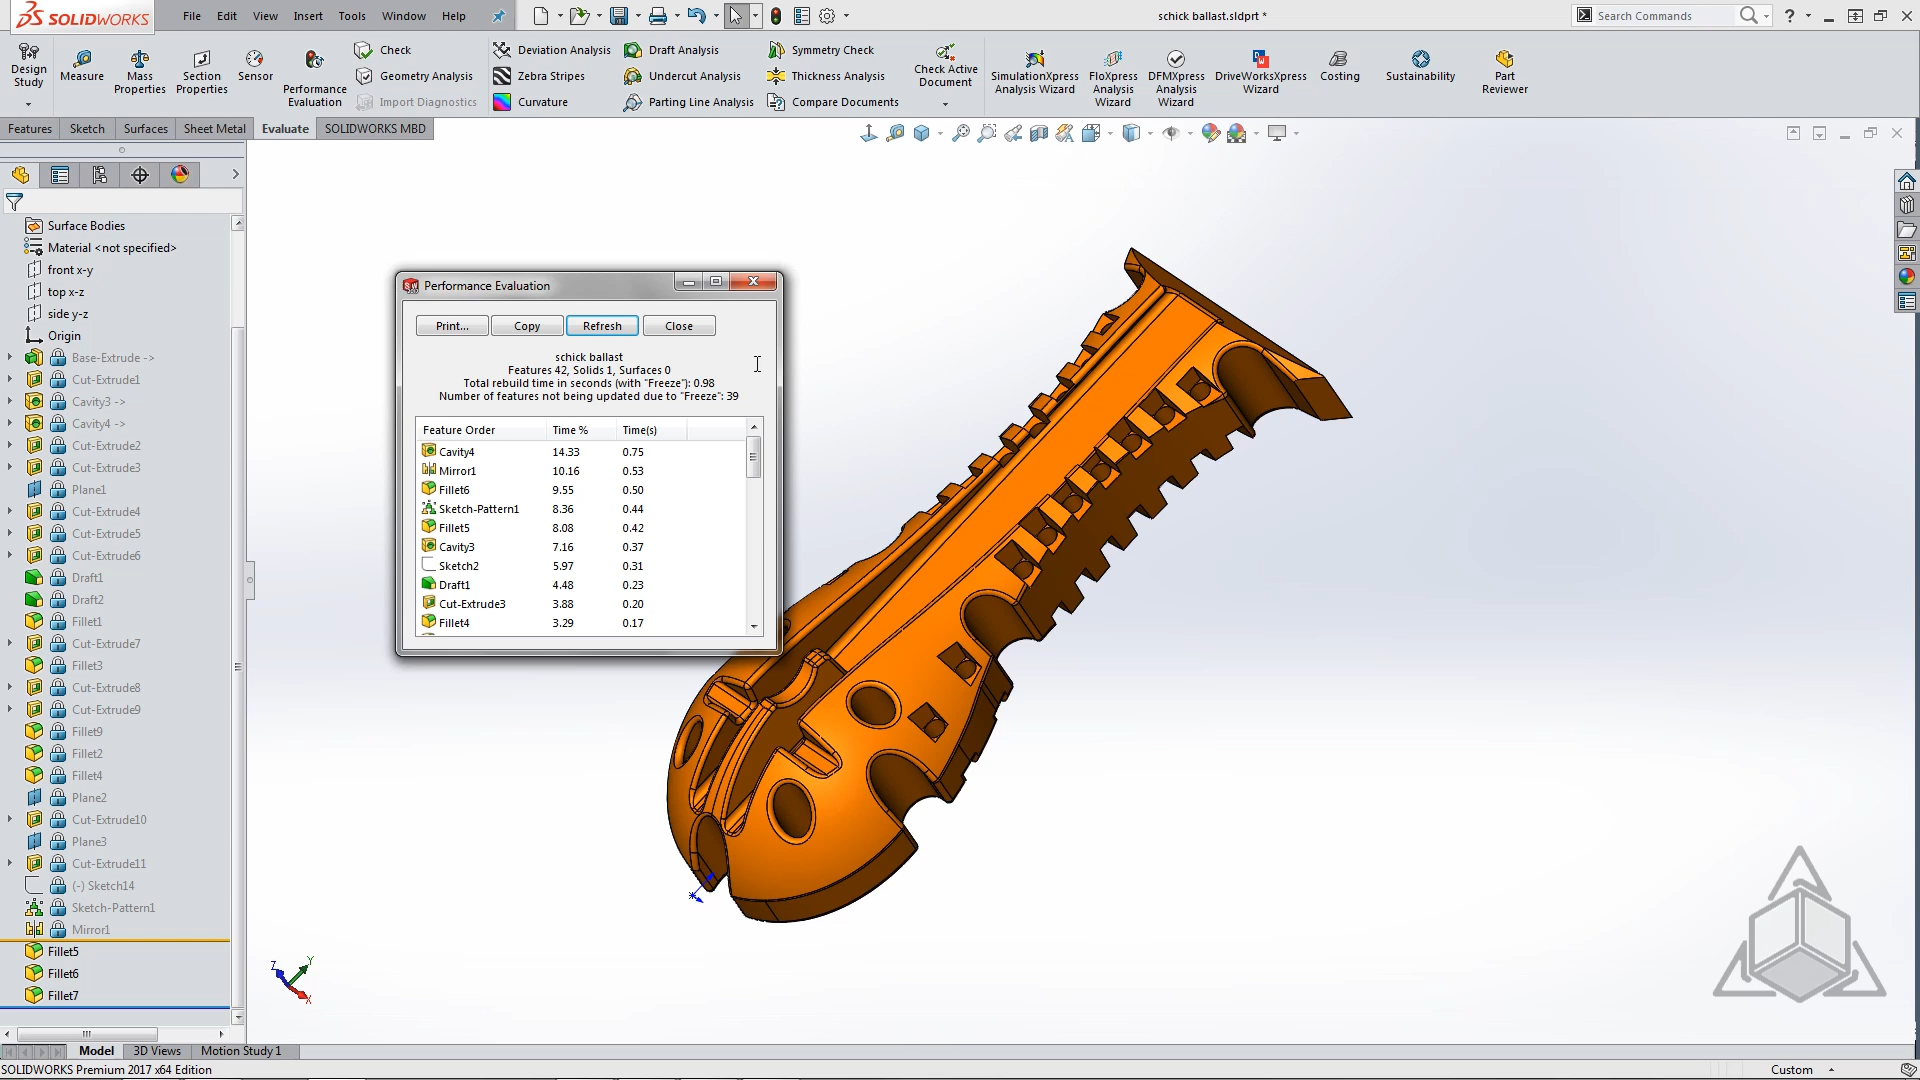 SOLIDWORKS
File Edit View Insert Tools Window Help
schick ballast.sldprt *
Search Commands
?
Design Study
Measure
Mass Properties
Section Properties
Sensor
Performance Evaluation
Check
Geometry Analysis
Import Diagnostics
Deviation Analysis
Zebra Stripes
Curvature
Draft Analysis
Undercut Analysis
Parting Line Analysis
Symmetry Check
Thickness Analysis
Compare Documents
Check Active Document
SimulationXpress Analysis Wizard
FloXpress Analysis Wizard
DFMXpress Analysis Wizard
DriveWorksXpress Wizard
Costing
Sustainability
Part Reviewer
Features Sketch Surfaces Sheet Metal Evaluate SOLIDWORKS MBD
Surface Bodies
Material <not specified>
front x-y
top x-z
side y-z
Origin
Base-Extrude ->
Cut-Extrude1
Cavity3 ->
Cavity4 ->
Cut-Extrude2
Cut-Extrude3
Plane1
Cut-Extrude4
Cut-Extrude5
Cut-Extrude6
Draft1
Draft2
Fillet1
Cut-Extrude7
Fillet3
Cut-Extrude8
Cut-Extrude9
Fillet9
Fillet2
Fillet4
Plane2
Cut-Extrude10
Plane3
Cut-Extrude11
(-) Sketch14
Sketch-Pattern1
Mirror1
Fillet5
Fillet6
Fillet7
Performance Evaluation
Print... Copy Refresh Close
schick ballast
Features 42, Solids 1, Surfaces 0
Total rebuild time in seconds (with "Freeze"): 0.98
Number of features not being updated due to "Freeze": 39
Feature Order Time % Time(s)
Cavity4 14.33 0.75
Mirror1 10.16 0.53
Fillet6 9.55 0.50
Sketch-Pattern1 8.36 0.44
Fillet5 8.08 0.42
Cavity3 7.16 0.37
Sketch2 5.97 0.31
Draft1 4.48 0.23
Cut-Extrude3 3.88 0.20
Fillet4 3.29 0.17
Z Y X
Model 3D Views Motion Study 1
SOLIDWORKS Premium 2017 x64 Edition
Custom